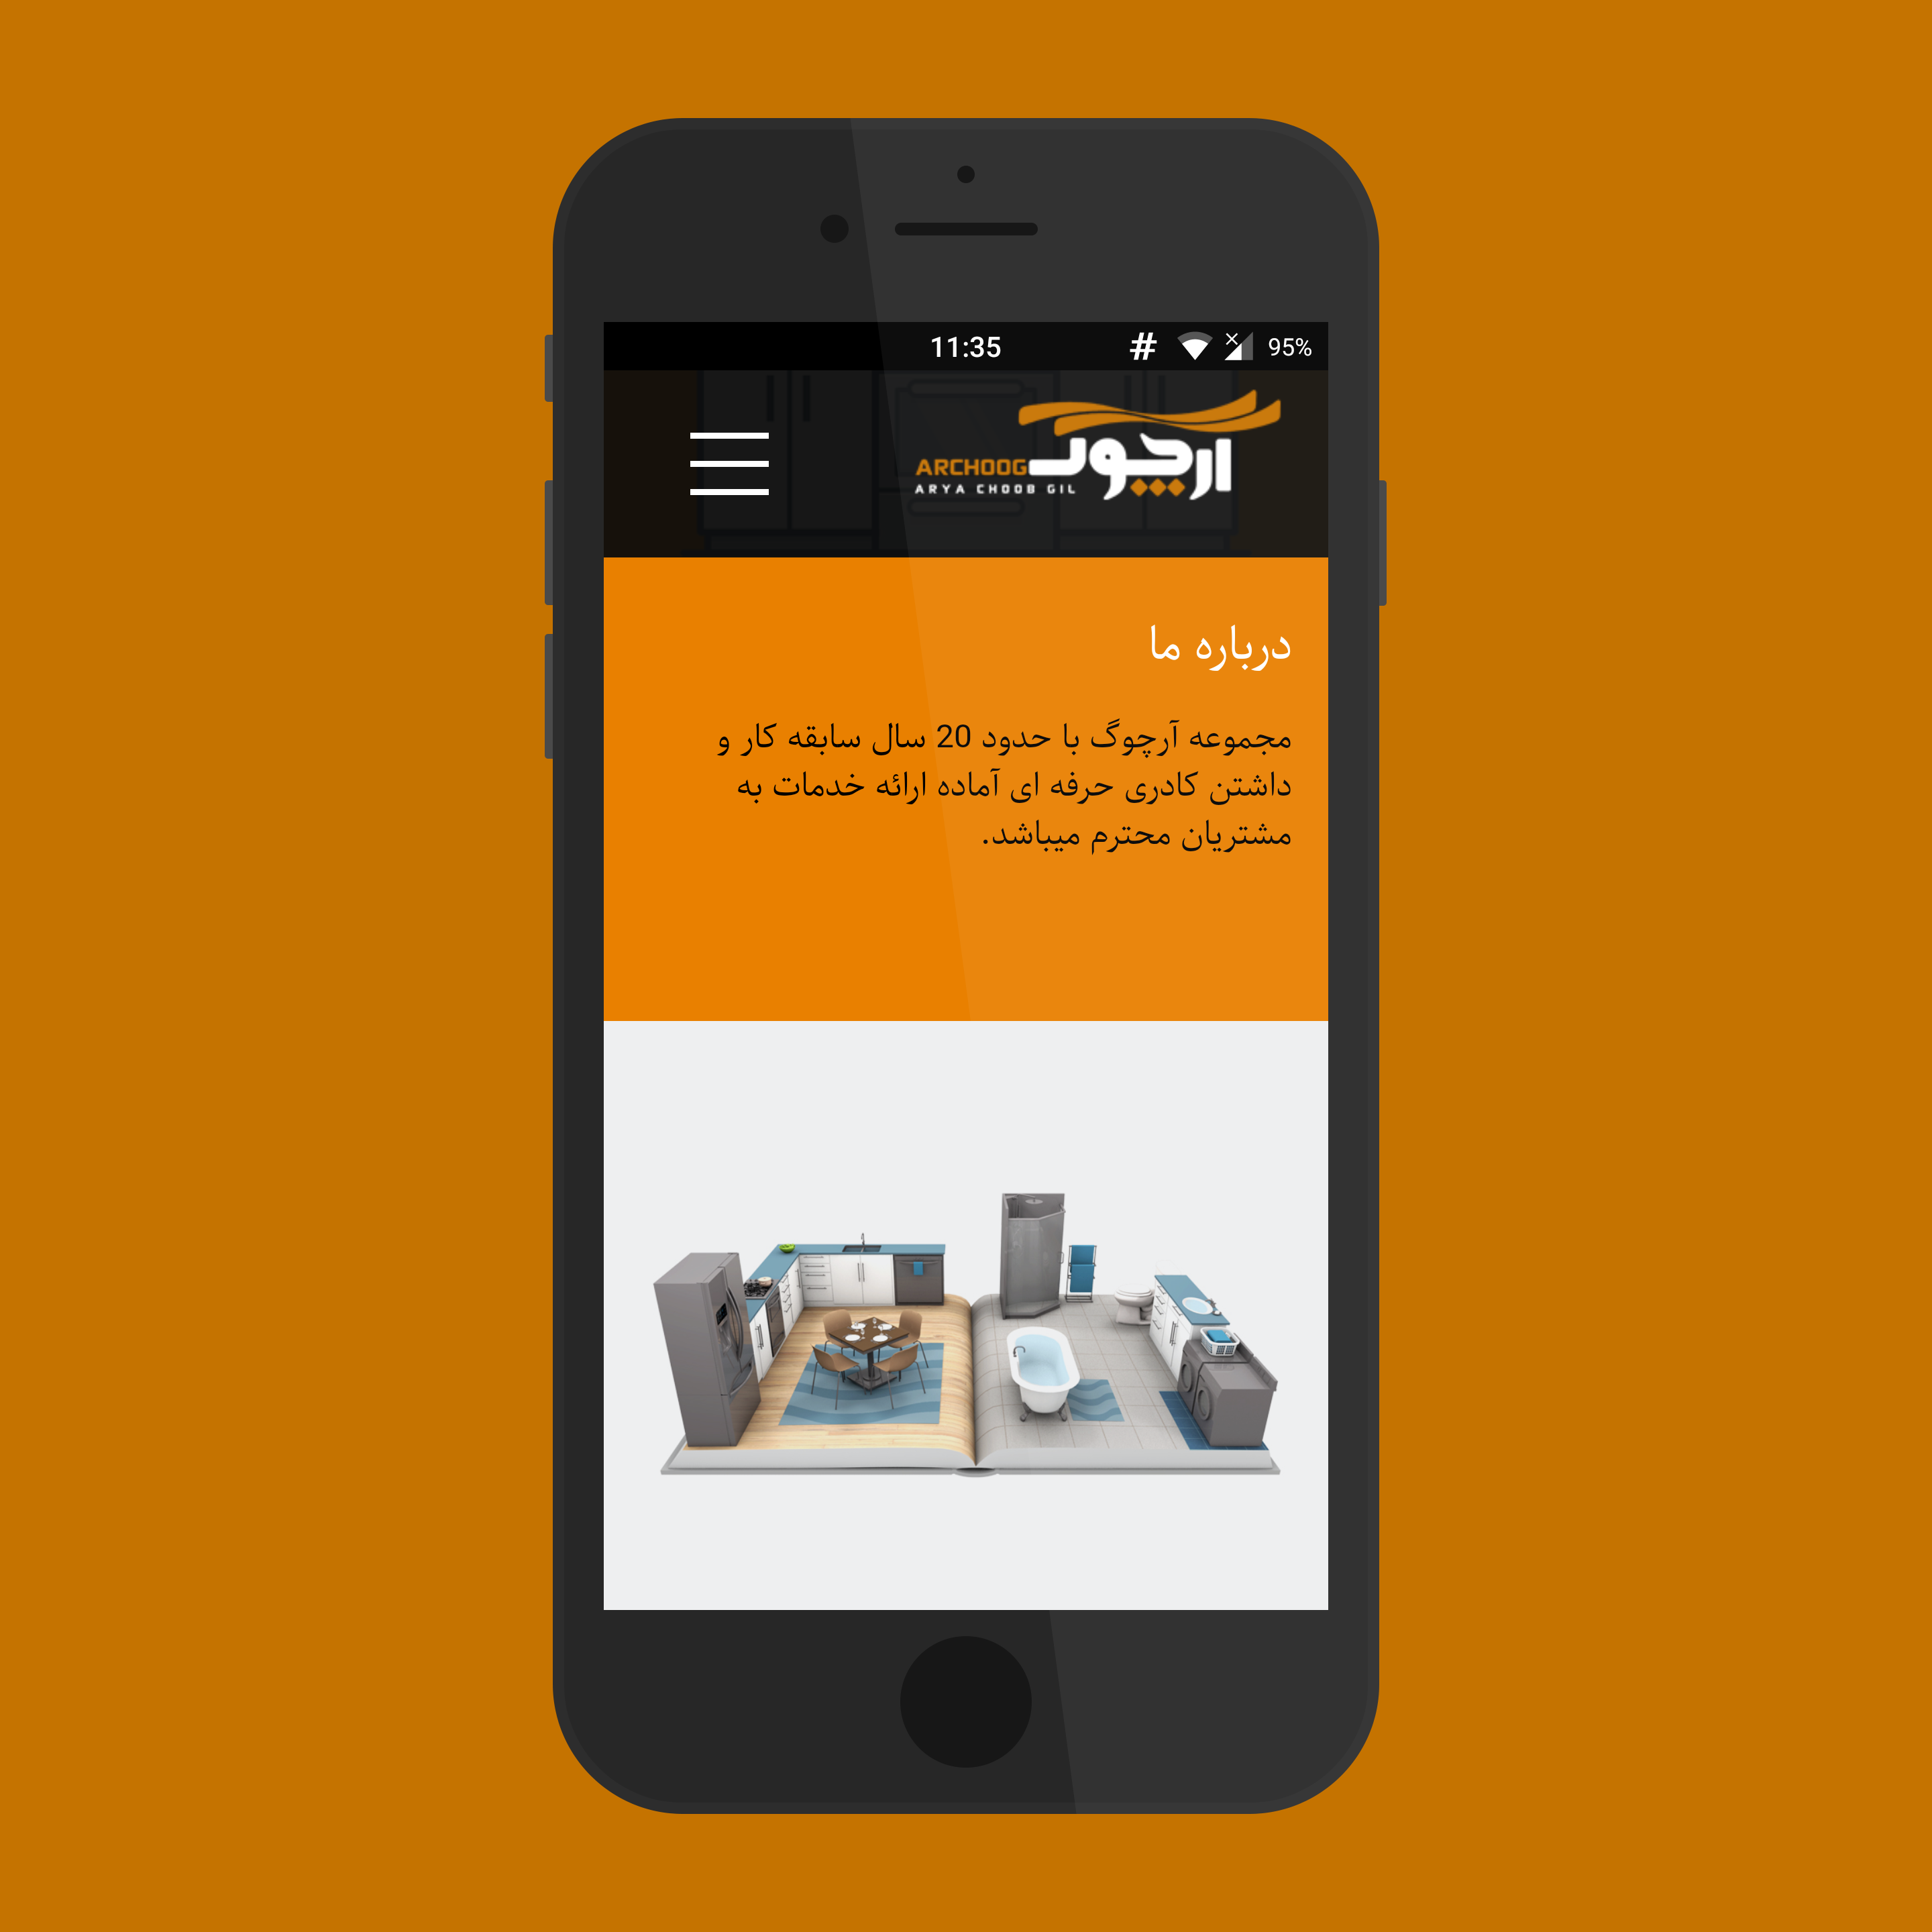 11:35 # 95%
ارچوگ
ARCHOOG
ARYA CHOOB GIL
درباره ما
مجموعه آرچوگ با حدود 20 سال سابقه کار و
داشتن کادری حرفه ای آماده ارائه خدمات به
مشتریان محترم میباشد.